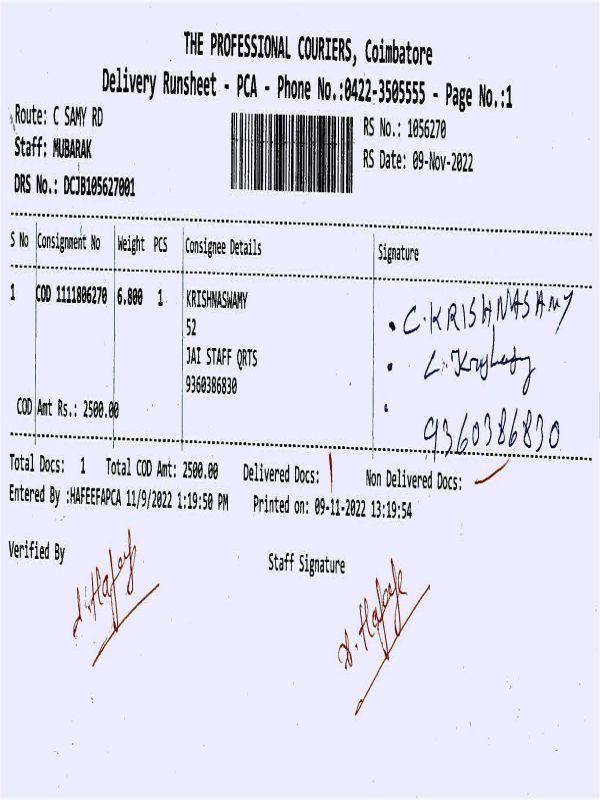 THE PROFESSIONAL COURIERS, Coimbatore
Delivery Runsheet - PCA - Phone No.:0422-3505555 - Page No.:1
Route: C SAMY RD
Staff: MUBARAK
DRS No.: DCJB105627001
RS No.: 1056270
RS Date: 09-Nov-2022
S No Consignment No Weight PCS Consignee Details Signature
1 COD 1111806270 6.800 1 KRISHNASWAMY
52
JAI STAFF QRTS
9360386830
C.KRISHNASAMY
9360386830
COD Amt Rs.: 2500.00
Total Docs: 1 Total COD Amt: 2500.00 Delivered Docs: 1 Non Delivered Docs:
Entered By :HAFEEFAPCA 11/9/2022 1:19:50 PM Printed on: 09-11-2022 13:19:54
Verified By
Staff Signature